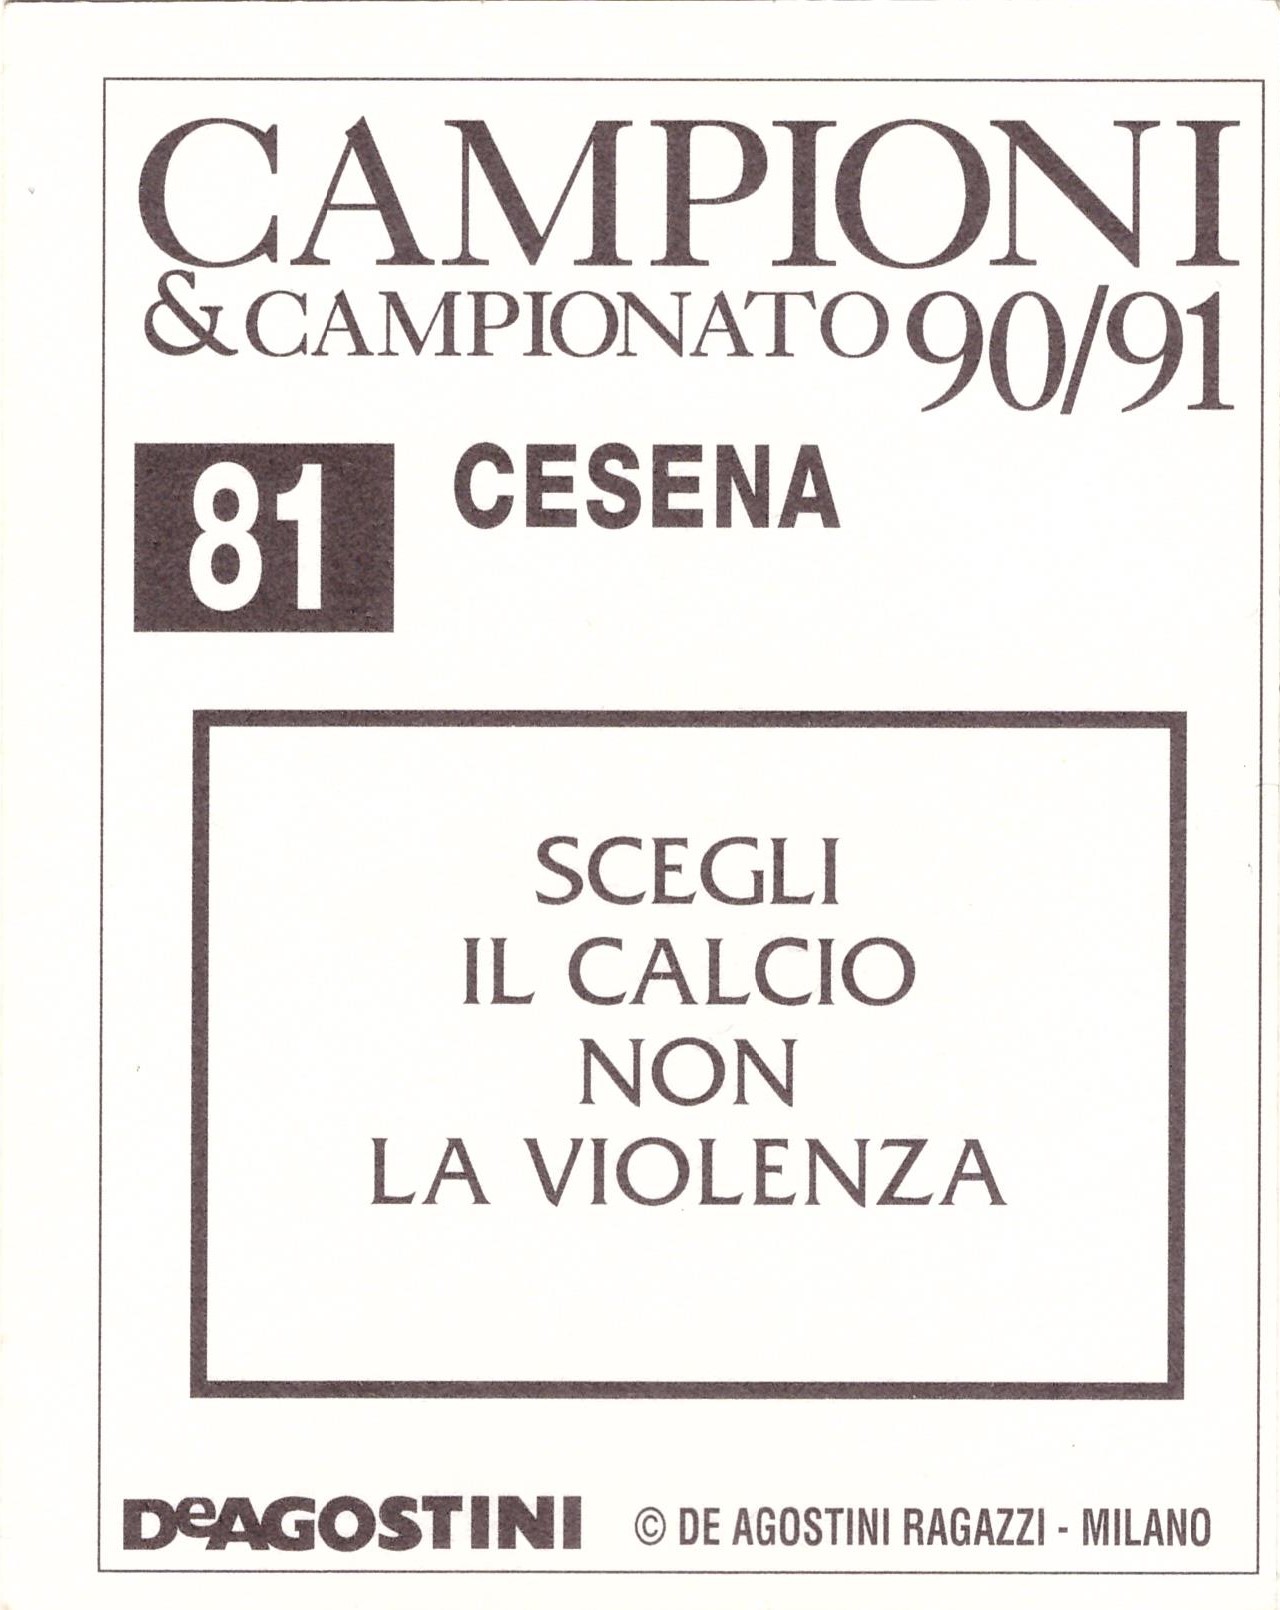 CAMPIONI
& CAMPIONATO 90/91
81 CESENA
SCEGLI
IL CALCIO
NON
LA VIOLENZA
DeAGOSTINI © DE AGOSTINI RAGAZZI - MILANO